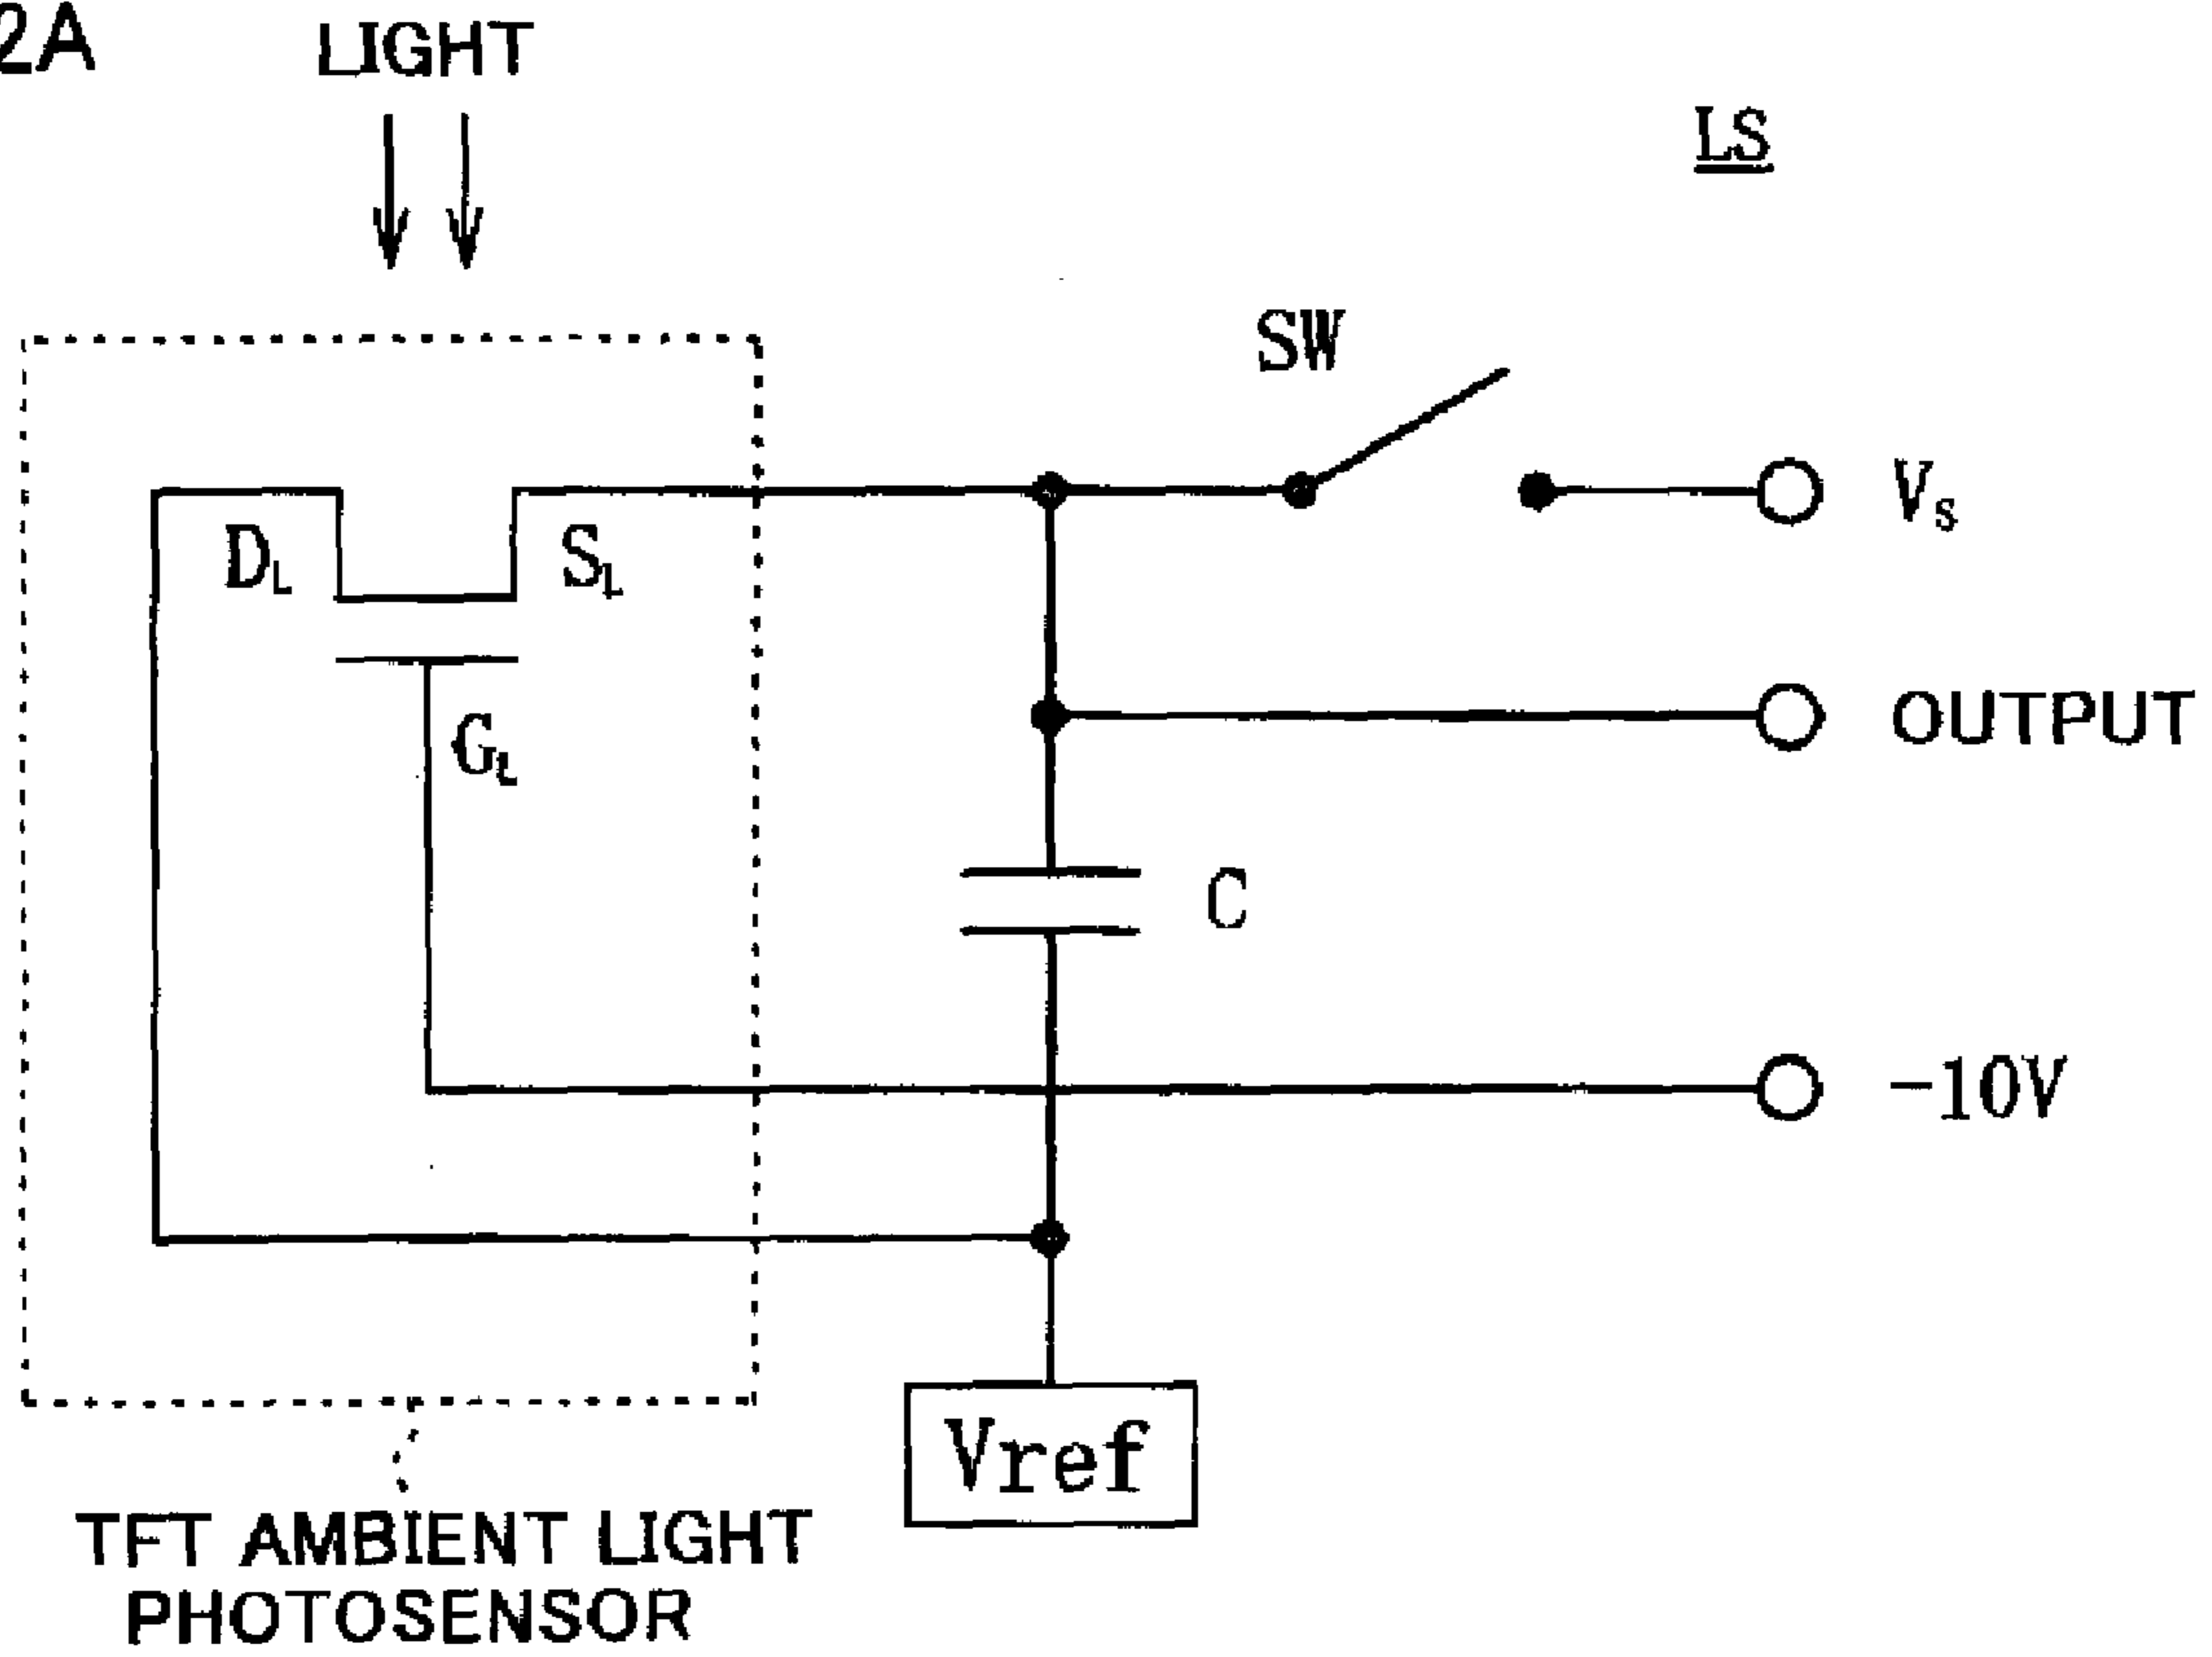 2A
LIGHT
LS
SW
Vs
DL
SL
OUTPUT
GL
C
-10V
Vref
TFT AMBIENT LIGHT
PHOTOSENSOR